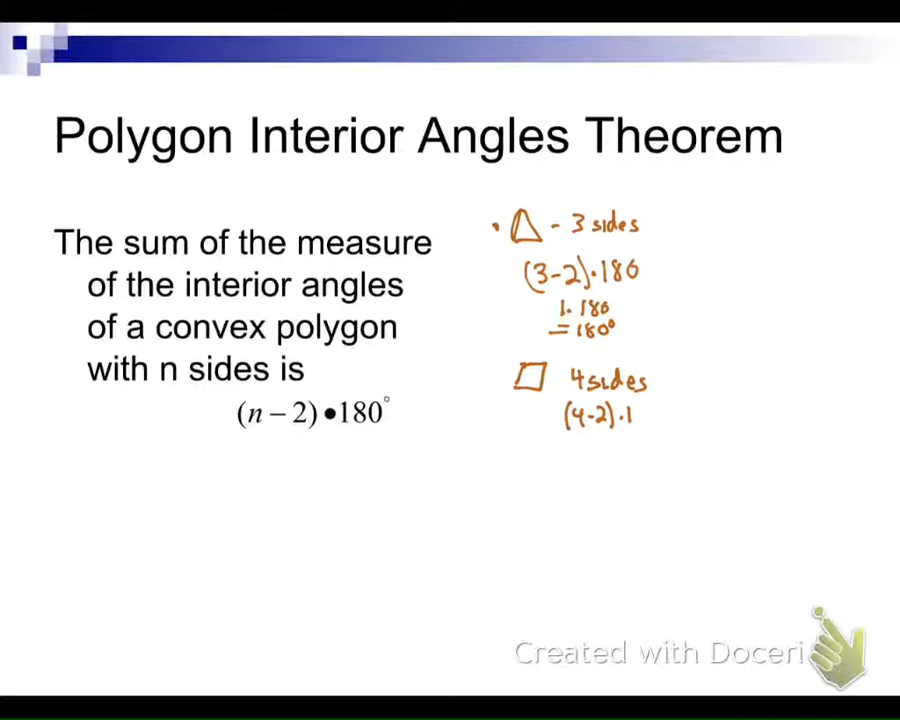 Polygon Interior Angles Theorem
The sum of the measure
of the interior angles
of a convex polygon
with n sides is
(n – 2) • 180°
- 3 sides
(3-2)·180
1·180
= 180°
4 sides
(4-2)·1
Created with Doceri